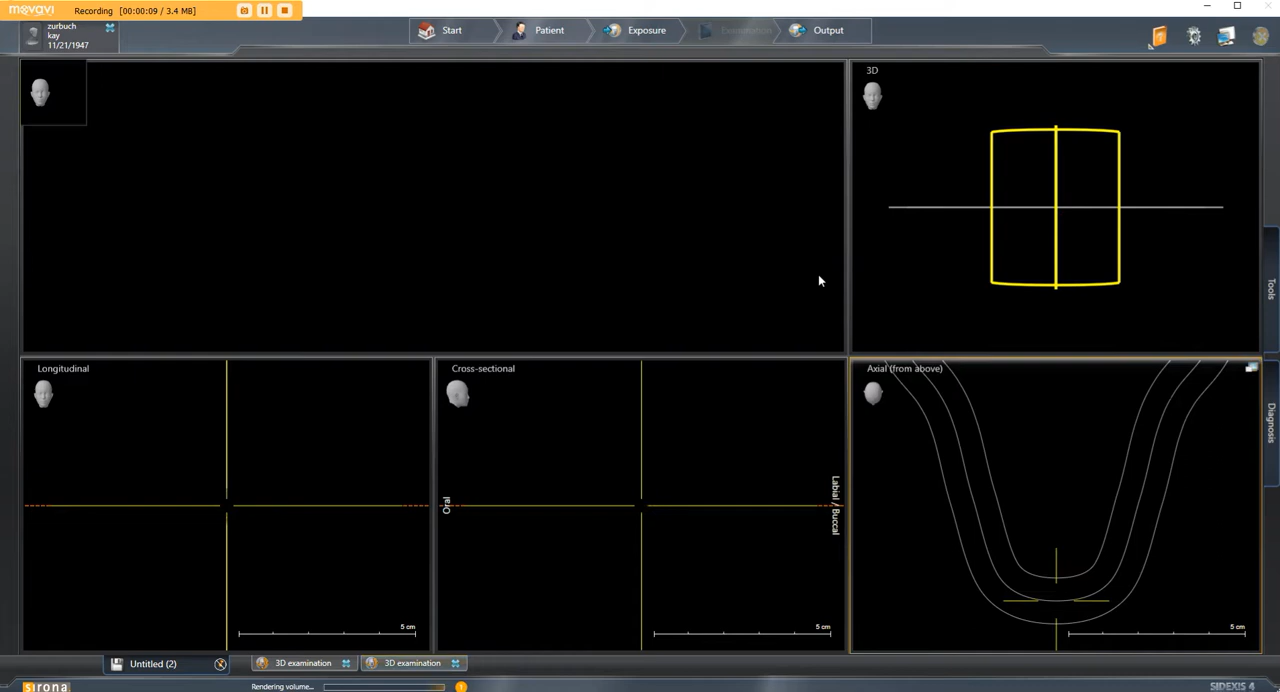 movavi
Recording [00:00:09 / 3.4 MB]
zurbuch
kay
11/21/1947
Start
Patient
Exposure
Examination
Output
3D
Tools
Longitudinal
Cross-sectional
Axial (from above)
Diagnosis
Oral
Labial / Buccal
5 cm
5 cm
5 cm
Untitled (2)
3D examination
3D examination
sirona
Rendering volume...
SIDEXIS 4